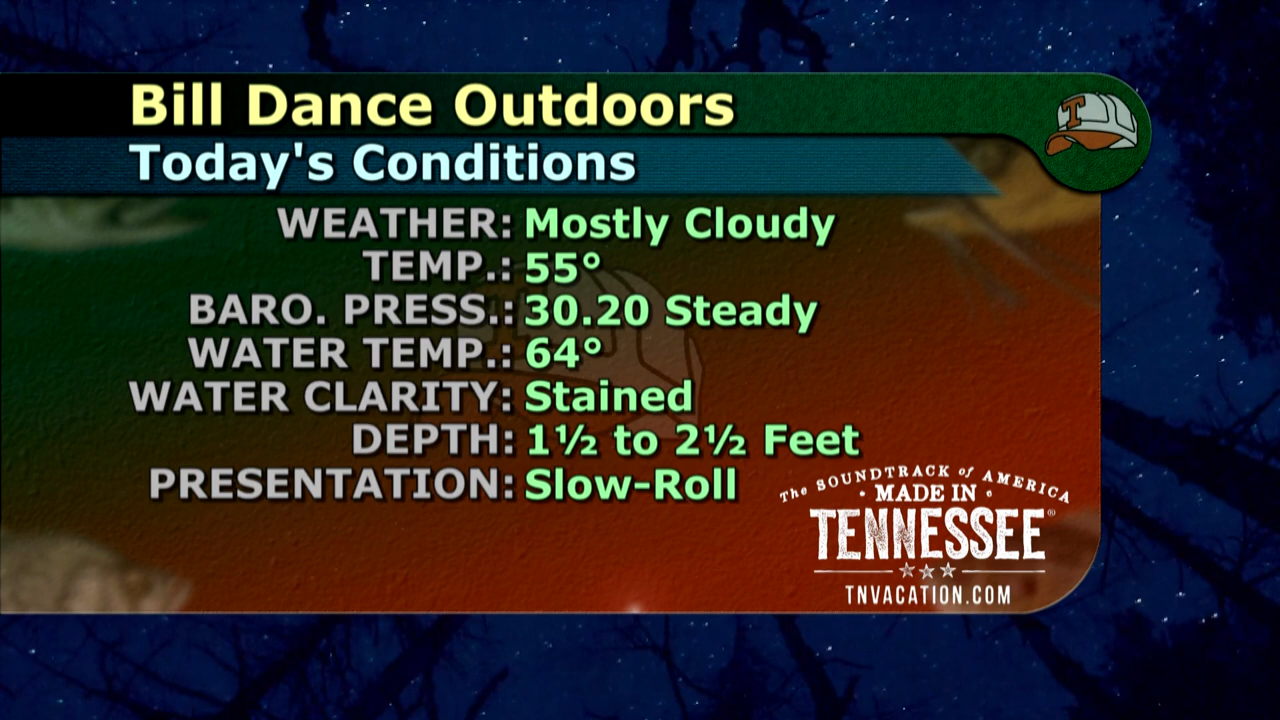 Bill Dance Outdoors
T
Today's Conditions
WEATHER: Mostly Cloudy
TEMP.: 55°
BARO. PRESS.: 30.20 Steady
WATER TEMP.: 64°
WATER CLARITY: Stained
DEPTH: 1½ to 2½ Feet
PRESENTATION: Slow-Roll
The SOUNDTRACK of AMERICA
• MADE IN •
TENNESSEE®
TNVACATION.COM